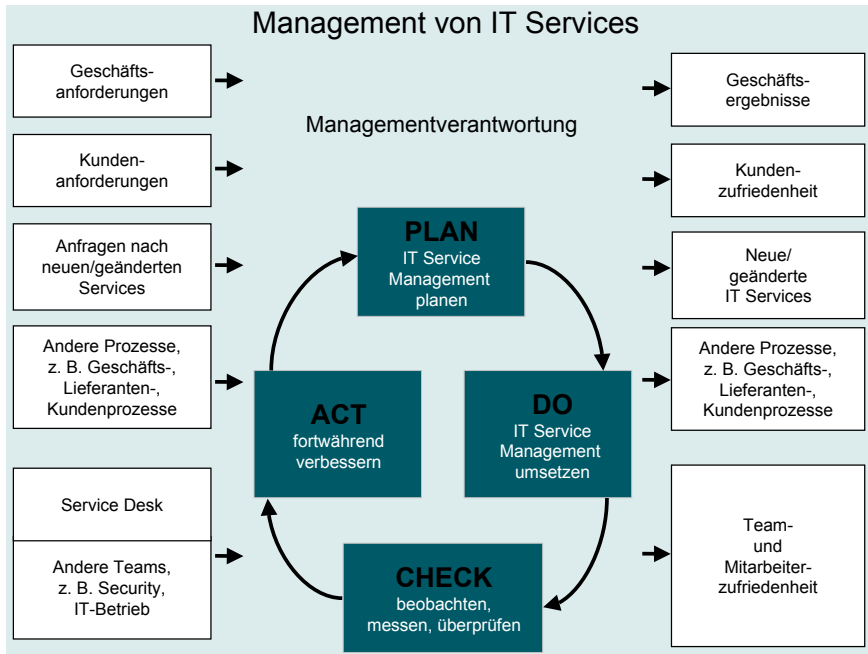 Management von IT Services
Geschäfts-
anforderungen
Kunden-
anforderungen
Anfragen nach
neuen/geänderten
Services
Andere Prozesse,
z. B. Geschäfts-,
Lieferanten-,
Kundenprozesse
Service Desk
Andere Teams,
z. B. Security,
IT-Betrieb
Managementverantwortung
PLAN
IT Service
Management
planen
DO
IT Service
Management
umsetzen
CHECK
beobachten,
messen, überprüfen
ACT
fortwährend
verbessern
Geschäfts-
ergebnisse
Kunden-
zufriedenheit
Neue/
geänderte
IT Services
Andere Prozesse,
z. B. Geschäfts-,
Lieferanten-,
Kundenprozesse
Team-
und
Mitarbeiter-
zufriedenheit